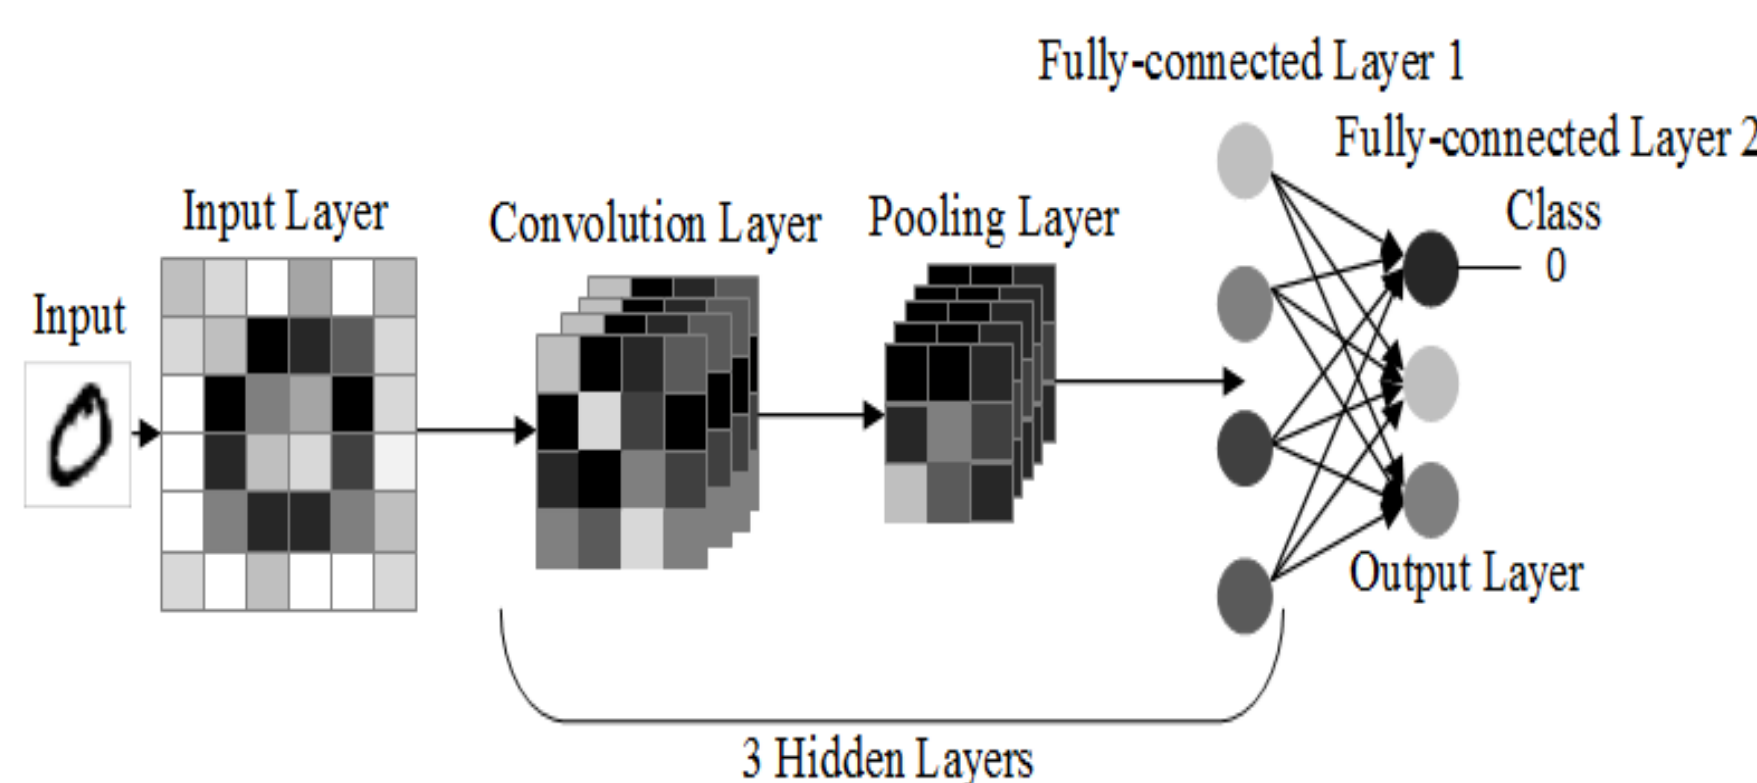 Fully-connected Layer 1
Fully-connected Layer 2
Input Layer
Convolution Layer
Pooling Layer
Class
0
Input
Output Layer
3 Hidden Layers